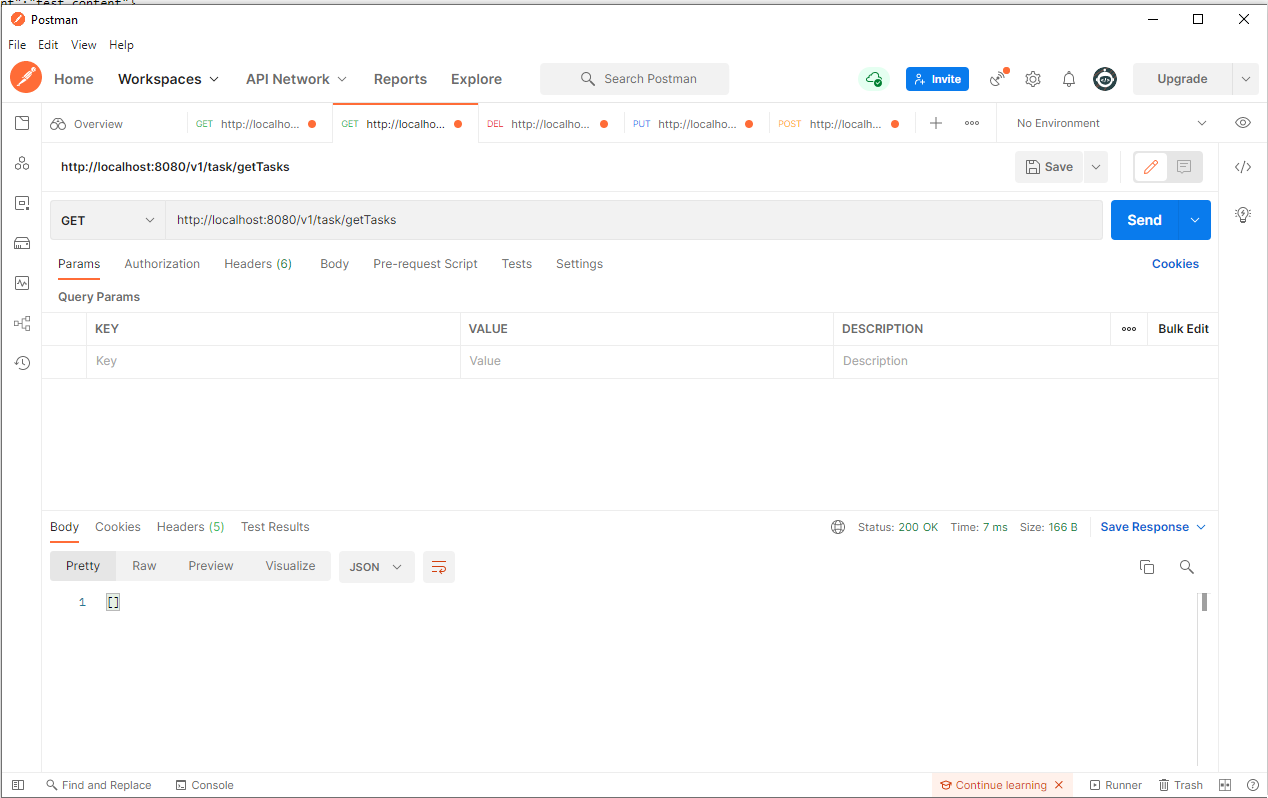 nt":"test content"}
Postman
File Edit View Help
Home Workspaces API Network Reports Explore Search Postman Invite Upgrade
Overview GET http://localho... GET http://localho... DEL http://localho... PUT http://localho... POST http://localh... No Environment
http://localhost:8080/v1/task/getTasks Save
GET http://localhost:8080/v1/task/getTasks Send
Params Authorization Headers (6) Body Pre-request Script Tests Settings Cookies
Query Params
KEY VALUE DESCRIPTION Bulk Edit
Key Value Description
Body Cookies Headers (5) Test Results Status: 200 OK Time: 7 ms Size: 166 B Save Response
Pretty Raw Preview Visualize JSON
1 []
Find and Replace Console Continue learning Runner Trash